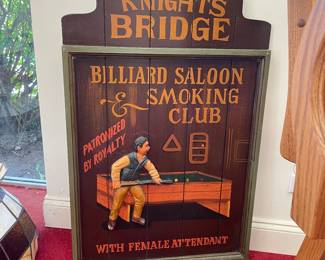 KNIGHTS
BRIDGE
BILLIARD SALOON
& SMOKING
CLUB
PATRONIZED
BY ROYALTY
WITH FEMALE ATTENDANT